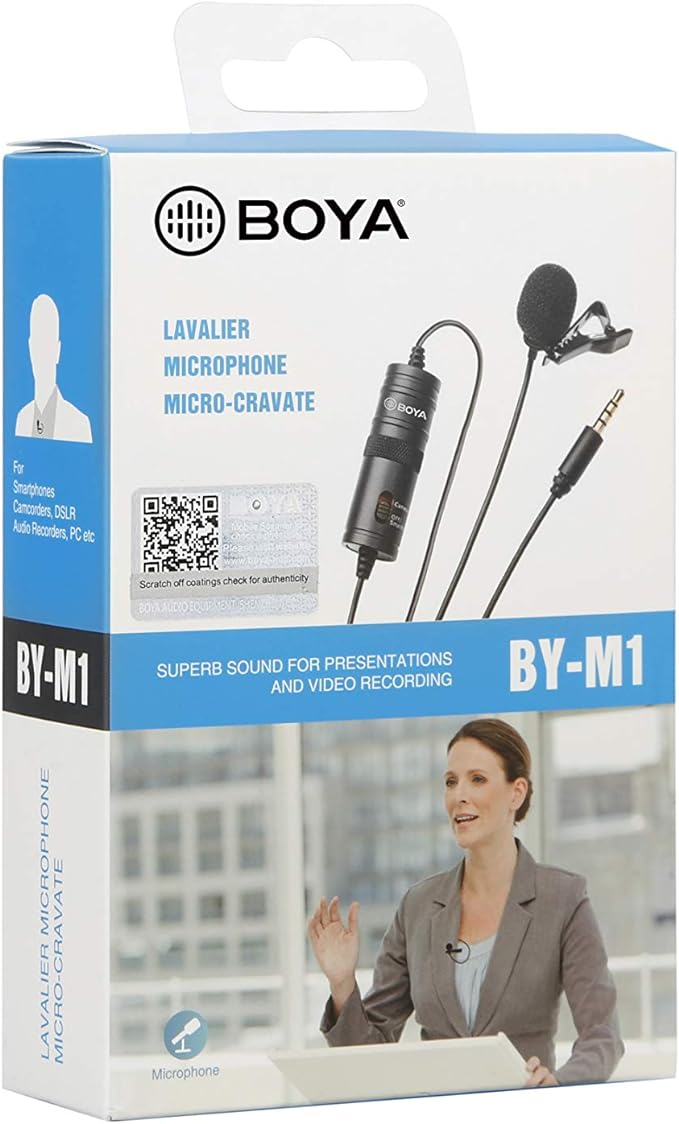 BOYA®
LAVALIER
MICROPHONE
MICRO-CRAVATE
BOYA
BOYA
Scratch off coatings check for authenticity
For
Smartphones
Camcorders, DSLR
Audio Recorders, PC etc
BY-M1
SUPERB SOUND FOR PRESENTATIONS
AND VIDEO RECORDING
BY-M1
LAVALIER MICROPHONE
MICRO-CRAVATE
Microphone